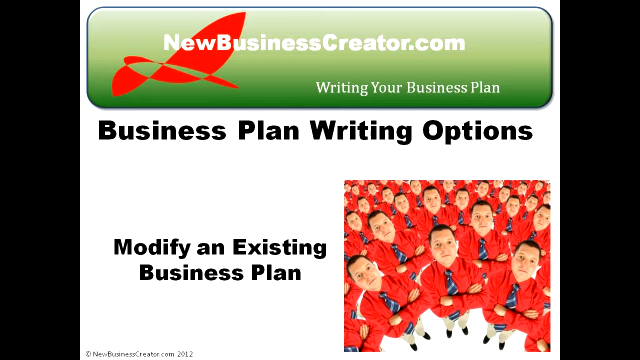 NewBusinessCreator.com
Writing Your Business Plan
Business Plan Writing Options
Modify an Existing
Business Plan
© NewBusinessCreator.com 2012